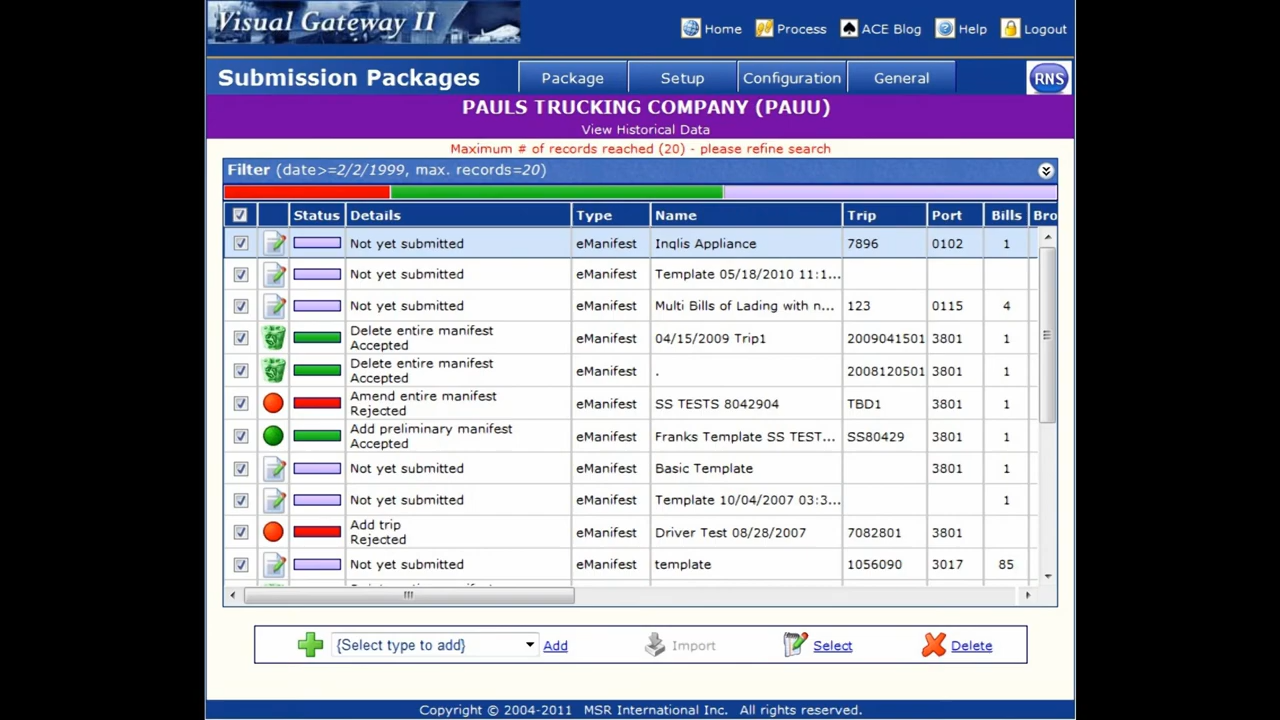 Visual Gateway II
Home Process ACE Blog Help Logout
Submission Packages Package Setup Configuration General RNS
PAULS TRUCKING COMPANY (PAUU)
View Historical Data
Maximum # of records reached (20) - please refine search
Filter (date>=2/2/1999, max. records=20)
Status Details Type Name Trip Port Bills Bro
Not yet submitted eManifest Inqlis Appliance 7896 0102 1
Not yet submitted eManifest Template 05/18/2010 11:1...
Not yet submitted eManifest Multi Bills of Lading with n... 123 0115 4
Delete entire manifest
Accepted eManifest 04/15/2009 Trip1 2009041501 3801 1
Delete entire manifest
Accepted eManifest . 2008120501 3801 1
Amend entire manifest
Rejected eManifest SS TESTS 8042904 TBD1 3801 1
Add preliminary manifest
Accepted eManifest Franks Template SS TEST... SS80429 3801 1
Not yet submitted eManifest Basic Template 3801 1
Not yet submitted eManifest Template 10/04/2007 03:3... 1
Add trip
Rejected eManifest Driver Test 08/28/2007 7082801 3801
Not yet submitted eManifest template 1056090 3017 85
{Select type to add} Add Import Select Delete
Copyright © 2004-2011 MSR International Inc. All rights reserved.